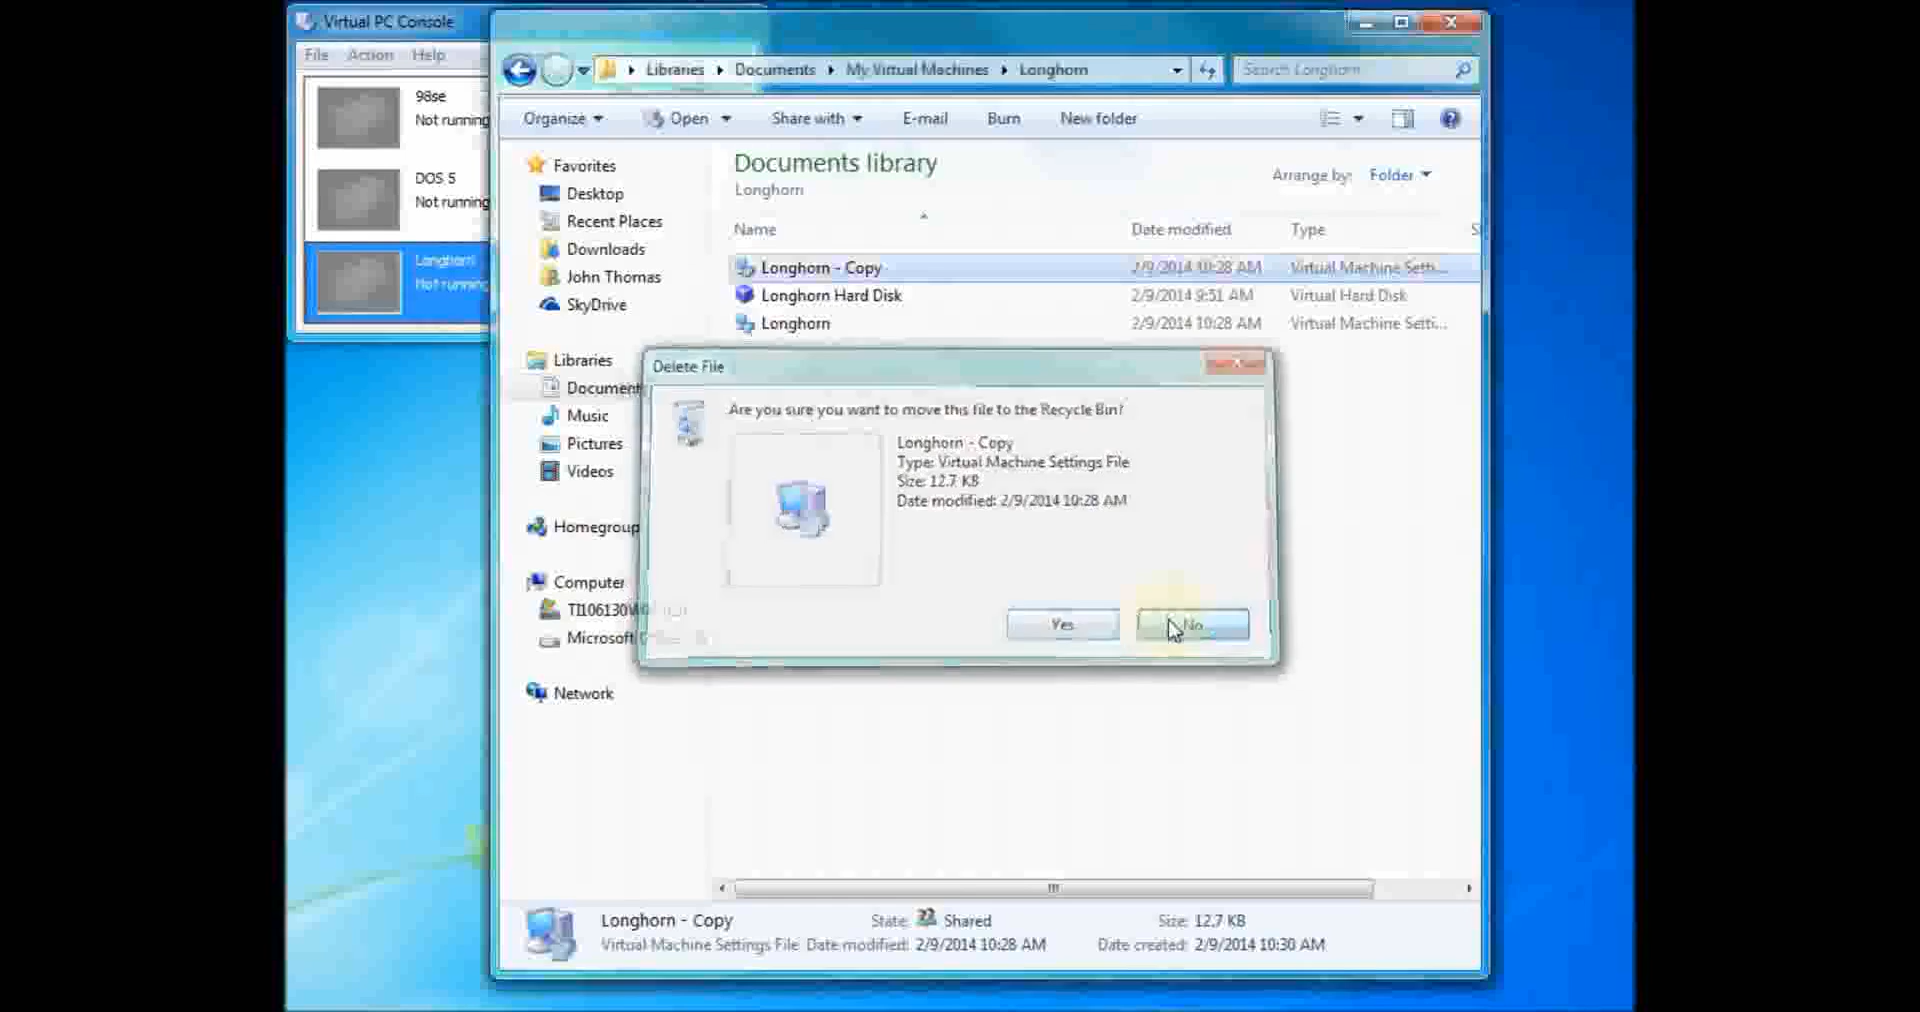 Virtual PC Console
File Action Help
98se
Not running
DOS 5
Not running
Longhorn
Not running
Libraries Documents My Virtual Machines Longhorn
Search Longhorn
Organize Open Share with E-mail Burn New folder
Favorites
Desktop
Recent Places
Downloads
John Thomas
SkyDrive
Libraries
Document
Music
Pictures
Videos
Homegroup
Computer
TI106130W
Microsoft
Network
Documents library
Longhorn
Arrange by: Folder
Name Date modified Type
Longhorn - Copy 2/9/2014 10:28 AM Virtual Machine Setti...
Longhorn Hard Disk 2/9/2014 9:51 AM Virtual Hard Disk
Longhorn 2/9/2014 10:28 AM Virtual Machine Setti...
Delete File
Are you sure you want to move this file to the Recycle Bin?
Longhorn - Copy
Type: Virtual Machine Settings File
Size: 12.7 KB
Date modified: 2/9/2014 10:28 AM
Yes No
Longhorn - Copy State: Shared Size: 12.7 KB
Virtual Machine Settings File Date modified: 2/9/2014 10:28 AM Date created: 2/9/2014 10:30 AM